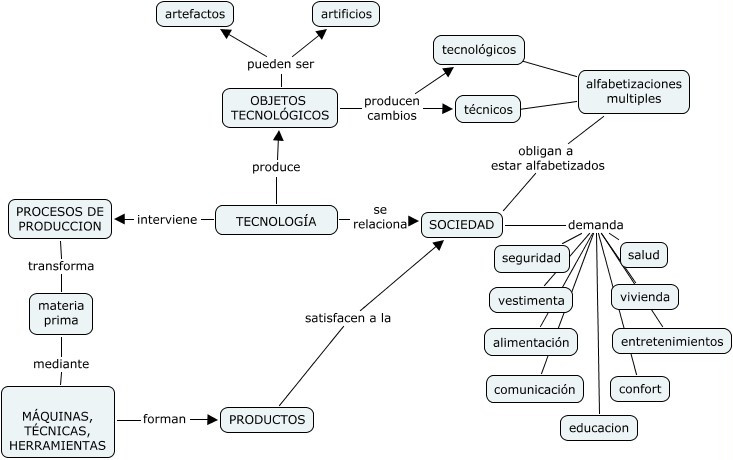 artefactos
artificios
pueden ser
tecnológicos
alfabetizaciones
multiples
OBJETOS
TECNOLÓGICOS
producen
cambios
técnicos
obligan a
estar alfabetizados
produce
PROCESOS DE
PRODUCCION
interviene
TECNOLOGÍA
se
relaciona
SOCIEDAD
demanda
seguridad
salud
transforma
vestimenta
vivienda
materia
prima
satisfacen a la
alimentación
entretenimientos
mediante
comunicación
confort
MÁQUINAS,
TÉCNICAS,
HERRAMIENTAS
forman
PRODUCTOS
educacion